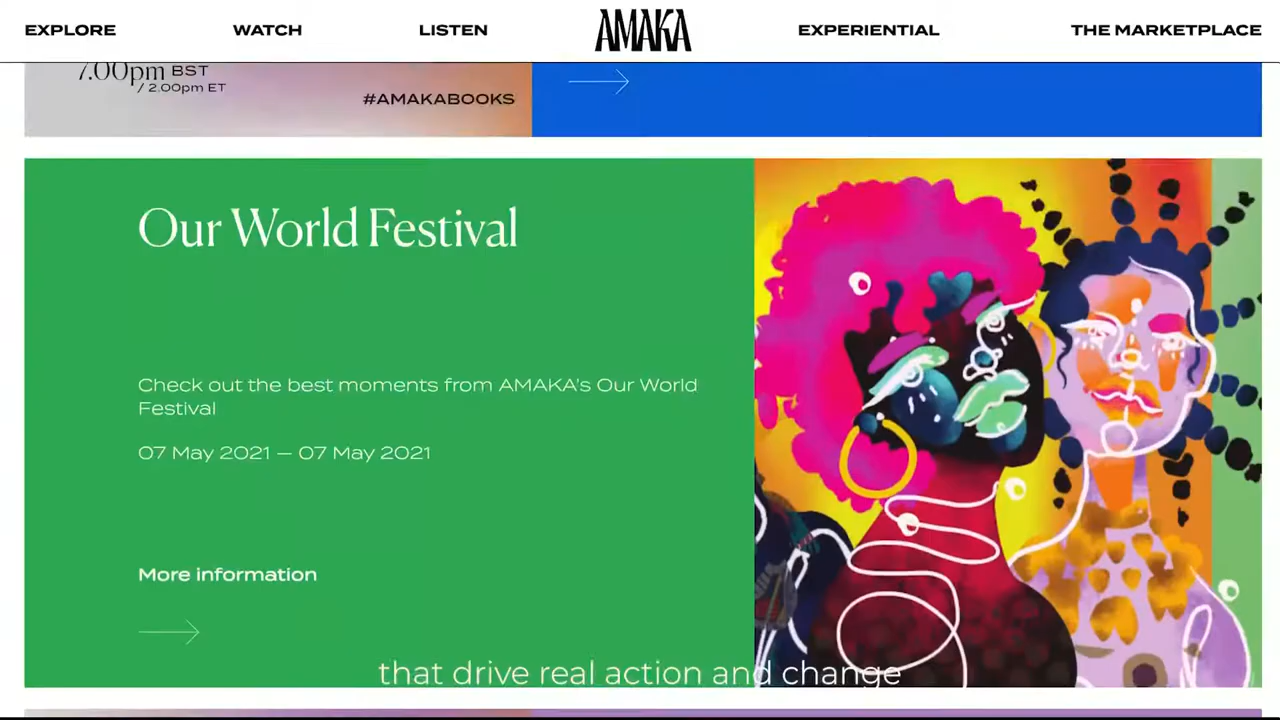 EXPLORE
WATCH
LISTEN
AMAKA
EXPERIENTIAL
THE MARKETPLACE
7.00pm BST
/ 2.00pm ET
#AMAKABOOKS
Our World Festival
Check out the best moments from AMAKA's Our World
Festival
07 May 2021 — 07 May 2021
More information
that drive real action and change